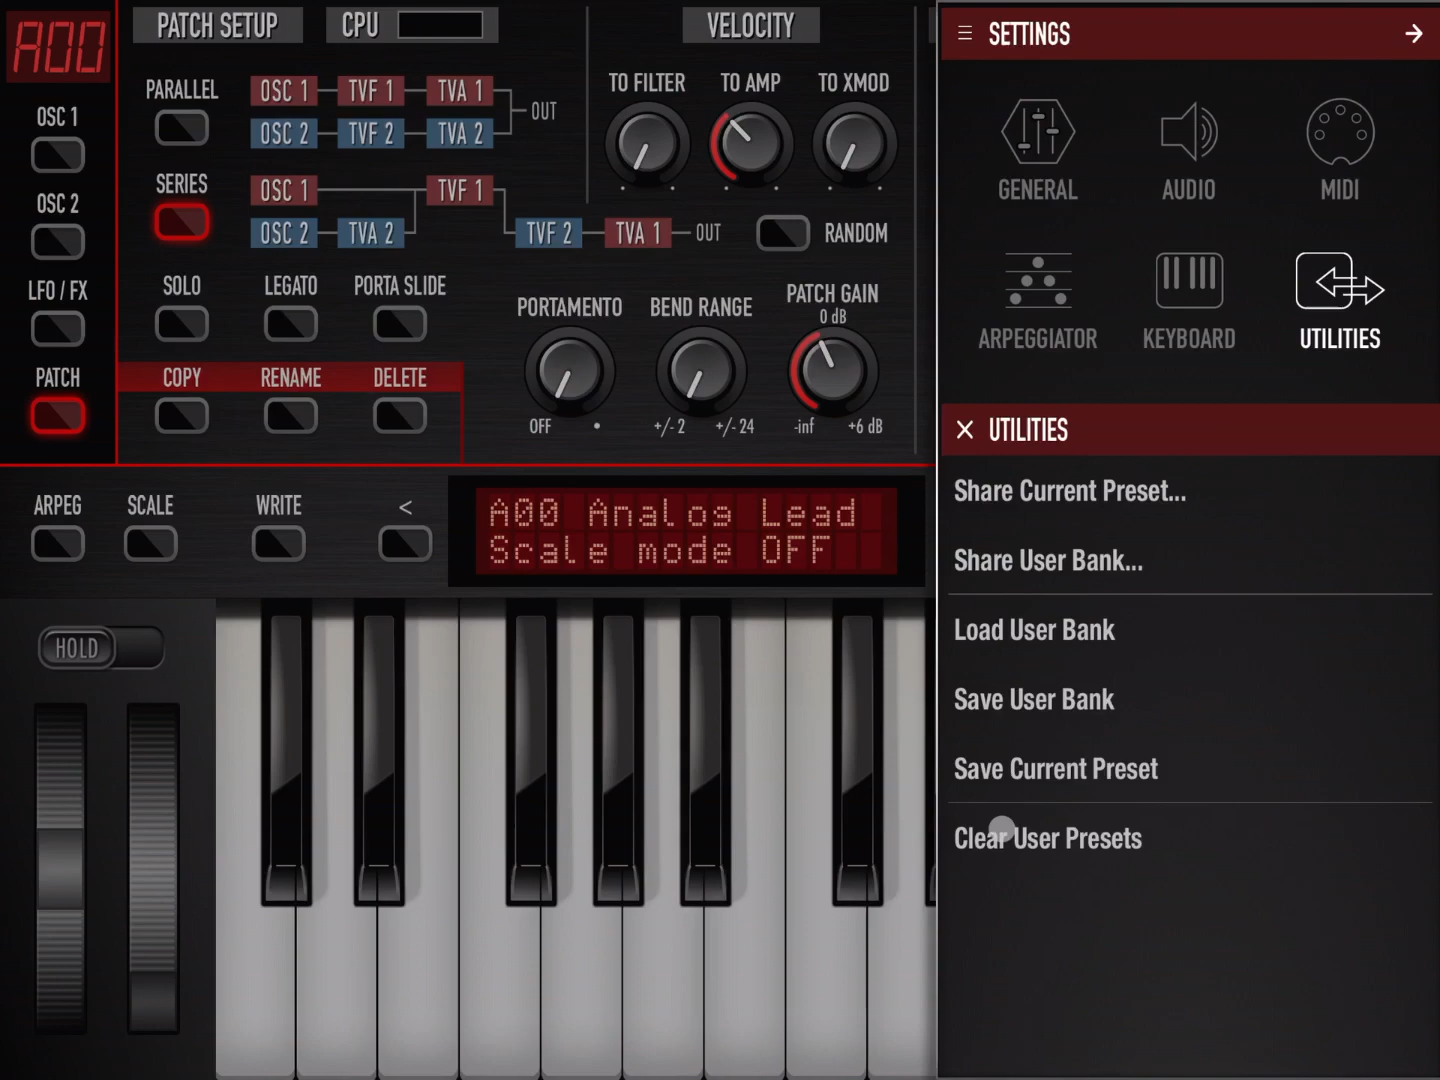 A00
PATCH SETUP
CPU
VELOCITY
OSC 1
OSC 2
LFO / FX
PATCH
PARALLEL
OSC 1
TVF 1
TVA 1
OUT
OSC 2
TVF 2
TVA 2
SERIES
OSC 1
TVF 1
OSC 2
TVA 2
TVF 2
TVA 1
OUT
TO FILTER
TO AMP
TO XMOD
RANDOM
SOLO
LEGATO
PORTA SLIDE
COPY
RENAME
DELETE
PORTAMENTO
OFF
BEND RANGE
+/- 2
+/- 24
PATCH GAIN
0 dB
-inf
+6 dB
ARPEG
SCALE
WRITE
<
A00 Analog Lead
Scale mode OFF
HOLD
SETTINGS
GENERAL
AUDIO
MIDI
ARPEGGIATOR
KEYBOARD
UTILITIES
UTILITIES
Share Current Preset...
Share User Bank...
Load User Bank
Save User Bank
Save Current Preset
Clear User Presets